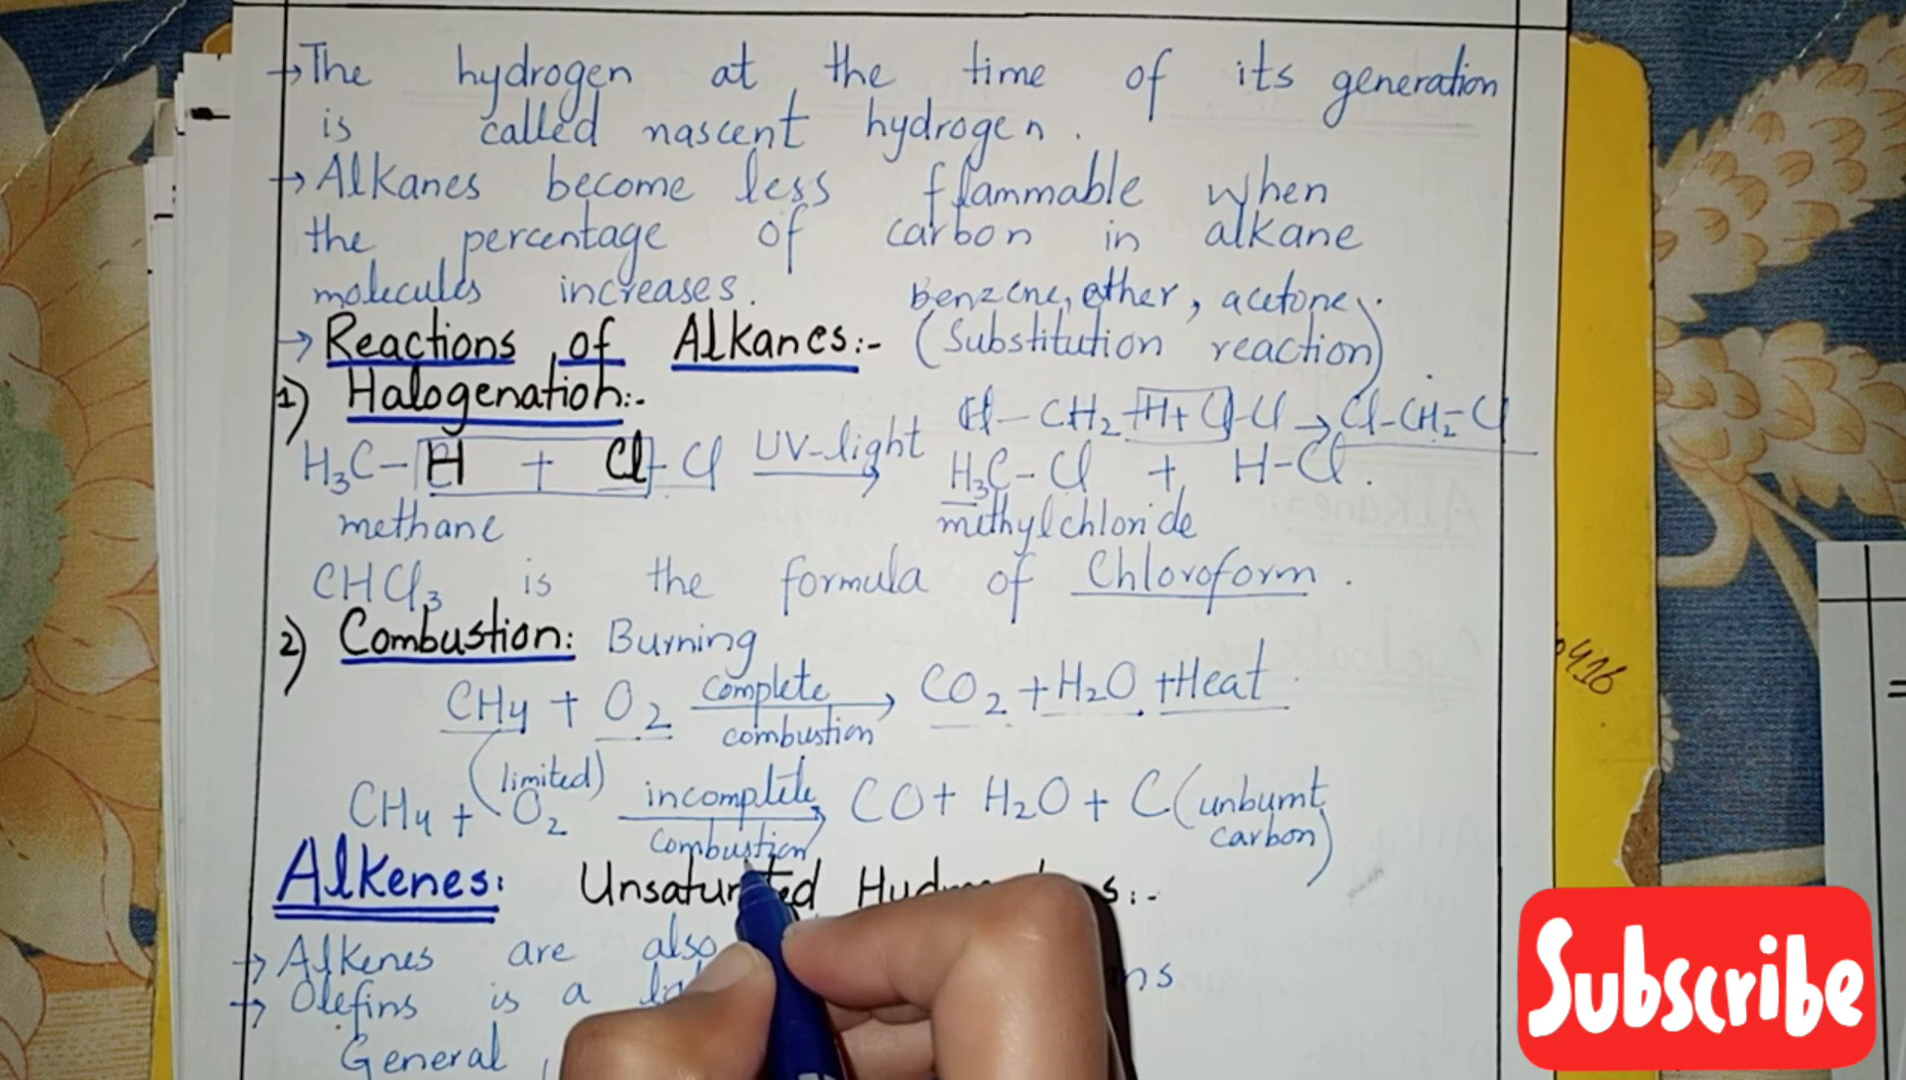 →The hydrogen at the time of its generation
is called nascent hydrogen.
→Alkanes become less flammable when
the percentage of carbon in alkane
molecules increases.
benzene, ether, acetone.
→Reactions of Alkanes:- (Substitution reaction)
1) Halogenation:-
Cl-CH₂-H+Cl-Cl→Cl-CH₂-Cl
H₃C-H + Cl-Cl UV-light → H₃C-Cl + H-Cl.
methane methylchloride
CHCl₃ is the formula of Chloroform.
2) Combustion: Burning
CH₄ + O₂ complete combustion → CO₂+H₂O+Heat
CH₄ + (limited) O₂ incomplete combustion → CO+ H₂O + C(unburnt carbon)
Alkenes: Unsaturated
→ Alkenes are also
→ Olefins is a
General
0416
Subscribe